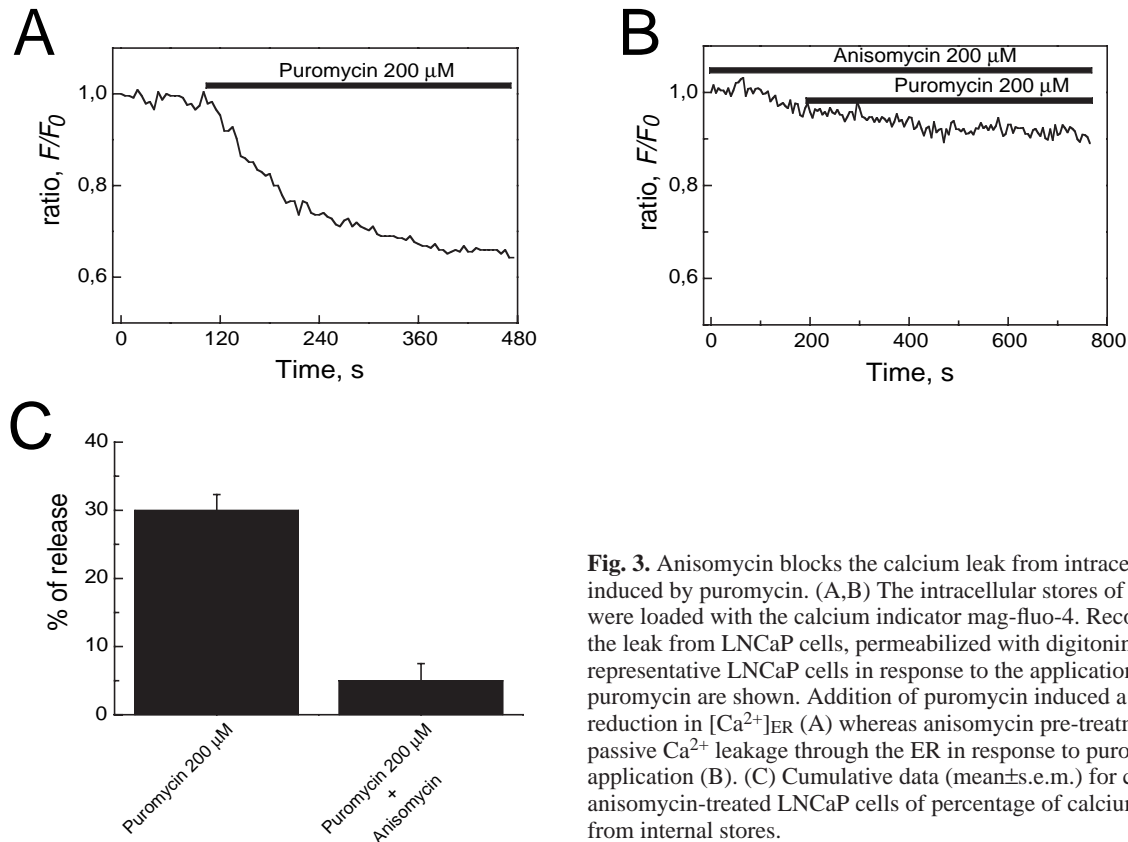 A
Puromycin 200 µM
1,0
0,8
0,6
ratio, F/F0
0 120 240 360 480
Time, s
B
Anisomycin 200 µM
Puromycin 200 µM
1,0
0,8
0,6
ratio, F/F0
0 200 400 600 800
Time, s
C
40
30
20
10
0
% of release
Puromycin 200 µM
Puromycin 200 µM
+
Anisomycin
Fig. 3. Anisomycin blocks the calcium leak from intrace
induced by puromycin. (A,B) The intracellular stores of
were loaded with the calcium indicator mag-fluo-4. Reco
the leak from LNCaP cells, permeabilized with digitonin
representative LNCaP cells in response to the application
puromycin are shown. Addition of puromycin induced a
reduction in [Ca2+]ER (A) whereas anisomycin pre-treatm
passive Ca2+ leakage through the ER in response to puro
application (B). (C) Cumulative data (mean±s.e.m.) for c
anisomycin-treated LNCaP cells of percentage of calcium
from internal stores.